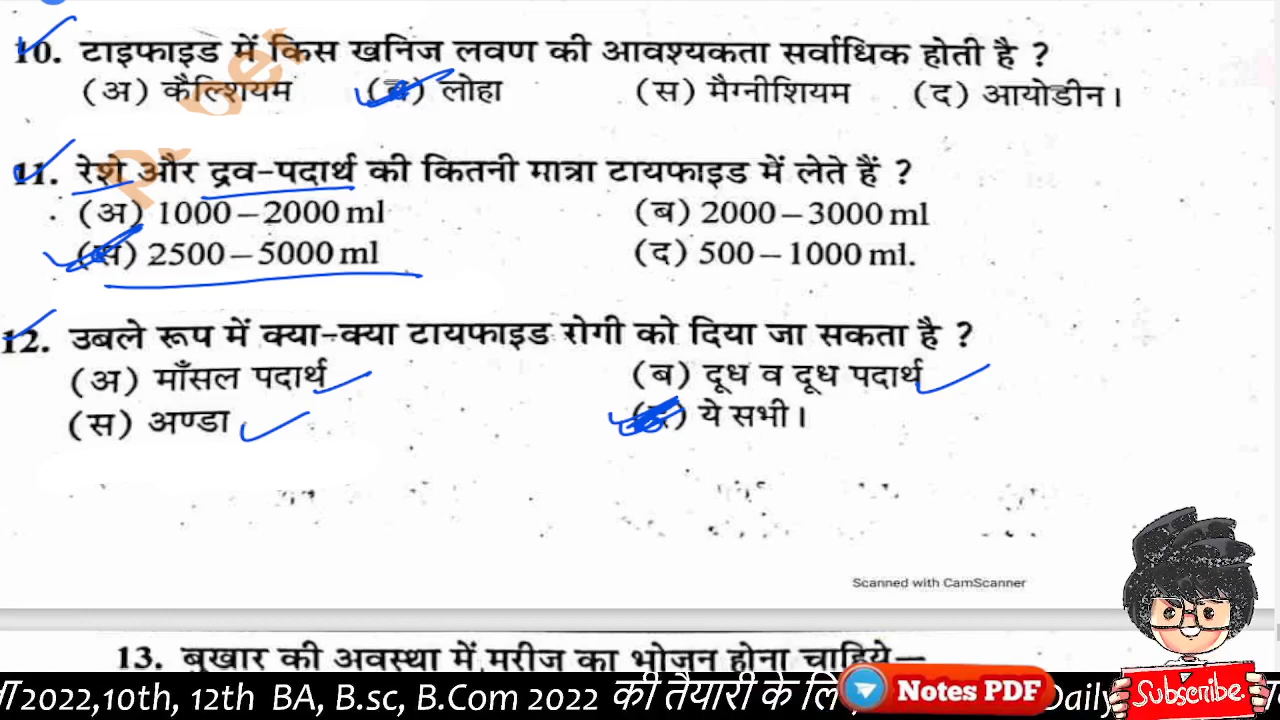 10. टाइफाइड में किस खनिज लवण की आवश्यकता सर्वाधिक होती है ?
(अ) कैल्शियम (ब) लोहा (स) मैग्नीशियम (द) आयोडीन।
11. रेशे और द्रव-पदार्थ की कितनी मात्रा टायफाइड में लेते हैं ?
(अ) 1000 – 2000 ml (ब) 2000 – 3000 ml
(स) 2500 – 5000 ml (द) 500 – 1000 ml.
12. उबले रूप में क्या-क्या टायफाइड रोगी को दिया जा सकता है ?
(अ) माँसल पदार्थ (ब) दूध व दूध पदार्थ
(स) अण्डा (द) ये सभी।
Scanned with CamScanner
13. बुखार की अवस्था में मरीज का भोजन होना चाहिये—
2022,10th, 12th BA, B.sc, B.Com 2022 की तैयारी के Notes PDF Daily Subscribe